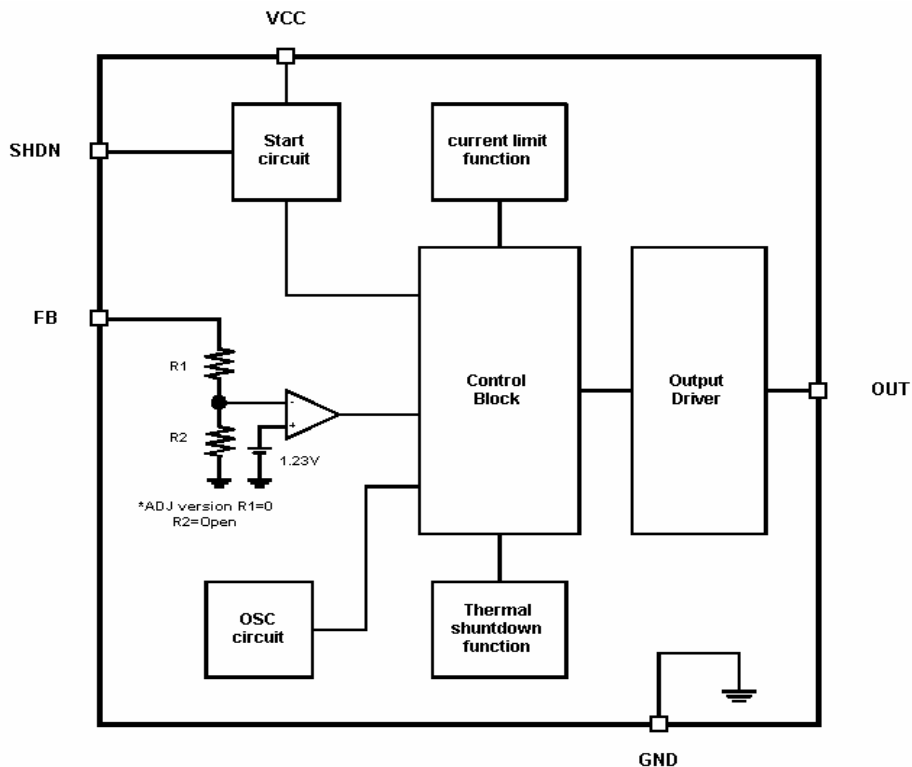 VCC
SHDN
Start
circuit
current limit
function
FB
R1
R2
-
+
1.23V
*ADJ version R1=0
R2=Open
Control
Block
Output
Driver
OUT
OSC
circuit
Thermal
shuntdown
function
GND